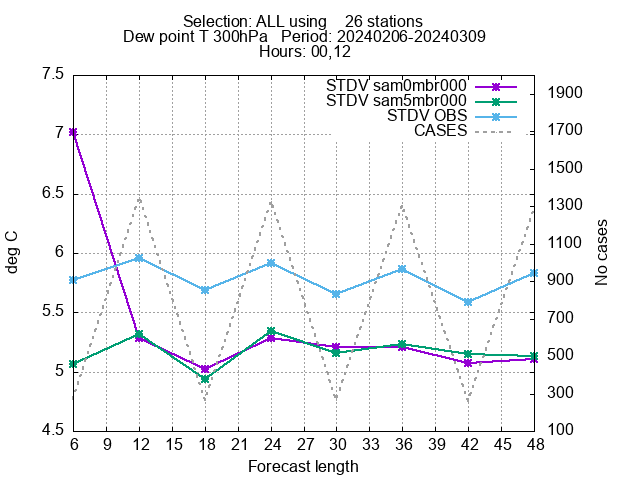 Selection: ALL using    26 stations
Dew point T 300hPa   Period: 20240206-20240309
Hours: 00,12
STDV sam0mbr000
STDV sam5mbr000
STDV OBS
CASES
7.5
7
6.5
6
5.5
5
4.5
deg C
1900
1700
1500
1300
1100
900
700
500
300
100
No cases
6 9 12 15 18 21 24 27 30 33 36 39 42 45 48
Forecast length